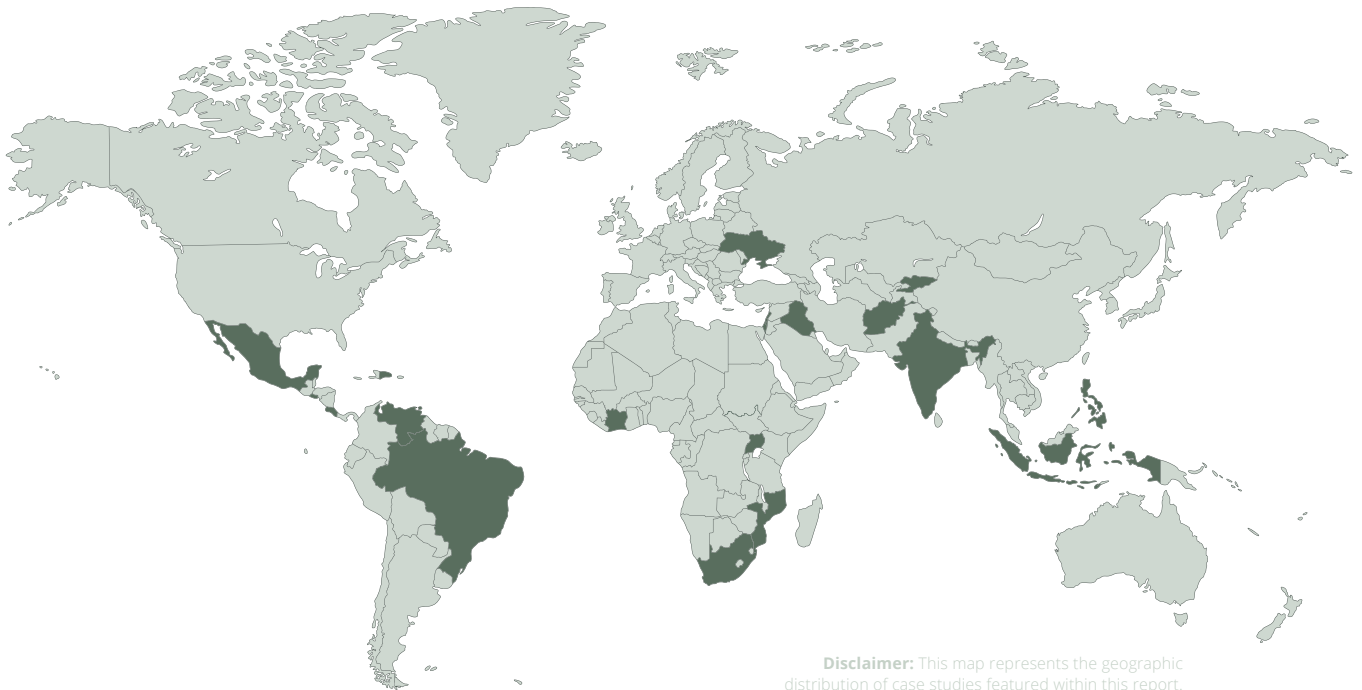 Disclaimer: This map represents the geographic
distribution of case studies featured within this report.